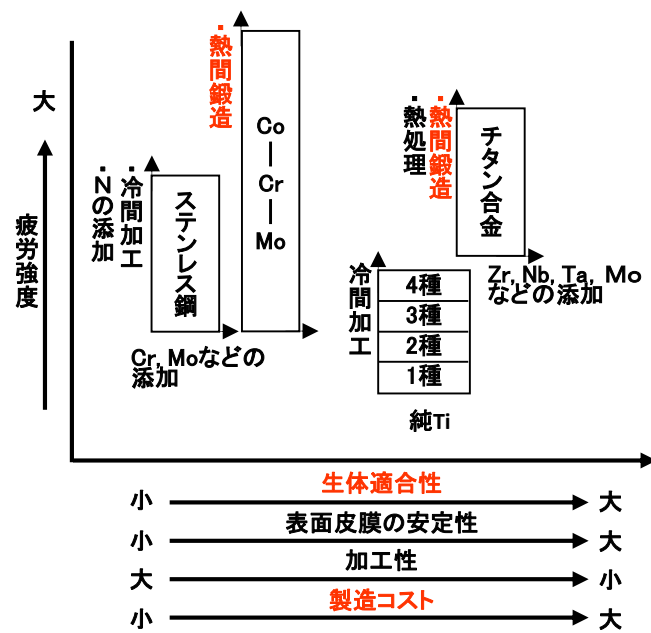 大
疲労強度
・Nの添加
・冷間加工
ステンレス鋼
Cr, Moなどの
添加
・熱間鍛造
Co
Cr
Mo
冷間加工
4種
3種
2種
1種
純Ti
・熱処理
・熱間鍛造
チタン合金
Zr, Nb, Ta, Mo
などの添加
生体適合性
小 大
表面皮膜の安定性
小 大
加工性
大 小
製造コスト
小 大